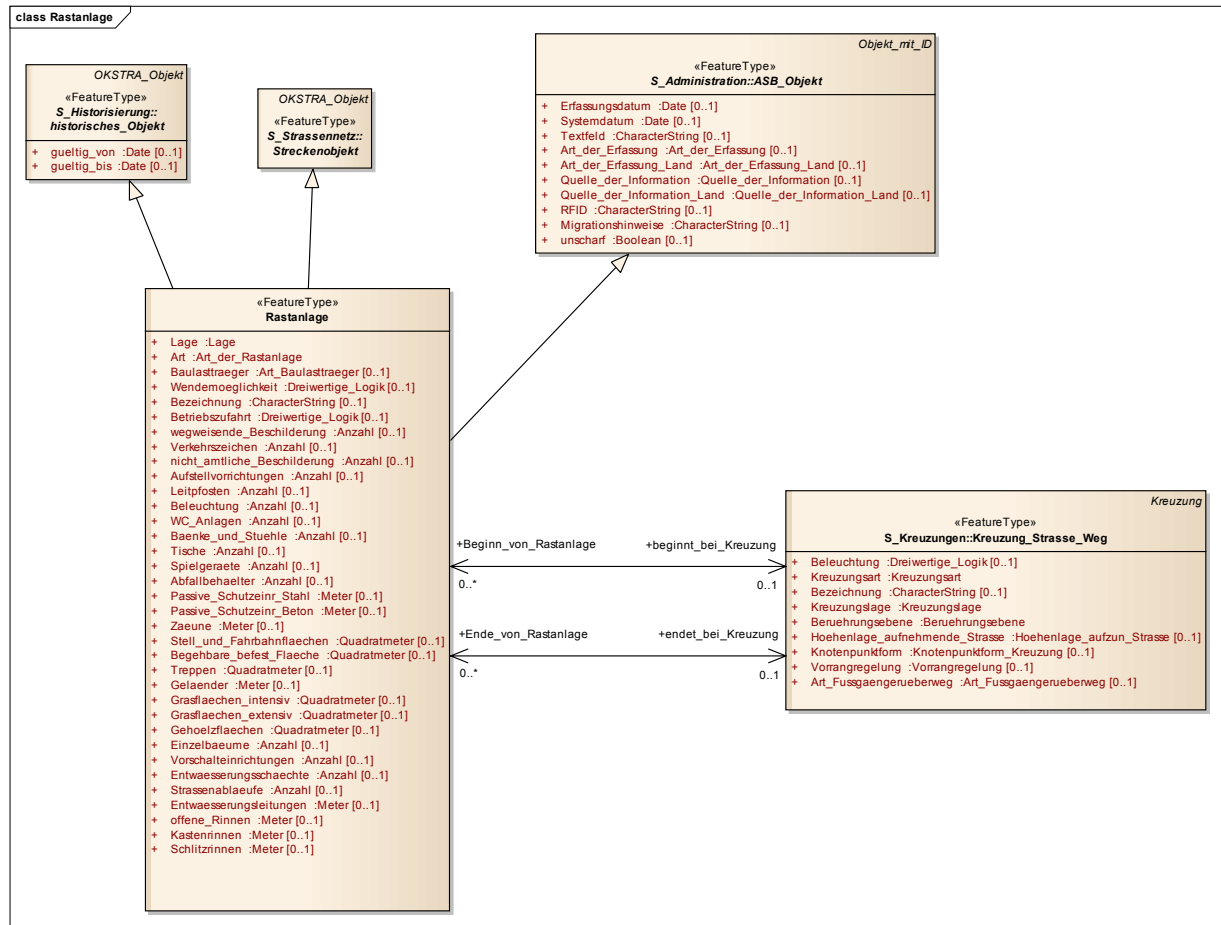 class Rastanlage
OKSTRA_Objekt
«FeatureType»
S_Historisierung::
historisches_Objekt
+ gueltig_von :Date [0..1]
+ gueltig_bis :Date [0..1]
OKSTRA_Objekt
«FeatureType»
S_Strassennetz::
Streckenobjekt
Objekt_mit_ID
«FeatureType»
S_Administration::ASB_Objekt
+ Erfassungsdatum :Date [0..1]
+ Systemdatum :Date [0..1]
+ Textfeld :CharacterString [0..1]
+ Art_der_Erfassung :Art_der_Erfassung [0..1]
+ Art_der_Erfassung_Land :Art_der_Erfassung_Land [0..1]
+ Quelle_der_Information :Quelle_der_Information [0..1]
+ Quelle_der_Information_Land :Quelle_der_Information_Land [0..1]
+ RFID :CharacterString [0..1]
+ Migrationshinweise :CharacterString [0..1]
+ unscharf :Boolean [0..1]
«FeatureType»
Rastanlage
+ Lage :Lage
+ Art :Art_der_Rastanlage
+ Baulasttraeger :Art_Baulasttraeger [0..1]
+ Wendemoeglichkeit :Dreiwertige_Logik [0..1]
+ Bezeichnung :CharacterString [0..1]
+ Betriebszufahrt :Dreiwertige_Logik [0..1]
+ wegweisende_Beschilderung :Anzahl [0..1]
+ Verkehrszeichen :Anzahl [0..1]
+ nicht_amtliche_Beschilderung :Anzahl [0..1]
+ Aufstellvorrichtungen :Anzahl [0..1]
+ Leitpfosten :Anzahl [0..1]
+ Beleuchtung :Anzahl [0..1]
+ WC_Anlagen :Anzahl [0..1]
+ Baenke_und_Stuehle :Anzahl [0..1]
+ Tische :Anzahl [0..1]
+ Spielgeraete :Anzahl [0..1]
+ Abfallbehaelter :Anzahl [0..1]
+ Passive_Schutzeinr_Stahl :Meter [0..1]
+ Passive_Schutzeinr_Beton :Meter [0..1]
+ Zaeune :Meter [0..1]
+ Stell_und_Fahrbahnflaechen :Quadratmeter [0..1]
+ Begehbare_befest_Flaeche :Quadratmeter [0..1]
+ Treppen :Quadratmeter [0..1]
+ Gelaender :Meter [0..1]
+ Grasflaechen_intensiv :Quadratmeter [0..1]
+ Grasflaechen_extensiv :Quadratmeter [0..1]
+ Gehoelzflaechen :Quadratmeter [0..1]
+ Einzelbaeume :Anzahl [0..1]
+ Vorschalteinrichtungen :Anzahl [0..1]
+ Entwaesserungsschaechte :Anzahl [0..1]
+ Strassenablaeufe :Anzahl [0..1]
+ Entwaesserungsleitungen :Meter [0..1]
+ offene_Rinnen :Meter [0..1]
+ Kastenrinnen :Meter [0..1]
+ Schlitzrinnen :Meter [0..1]
+Beginn_von_Rastanlage +beginnt_bei_Kreuzung
0..* 0..1
+Ende_von_Rastanlage +endet_bei_Kreuzung
0..* 0..1
Kreuzung
«FeatureType»
S_Kreuzungen::Kreuzung_Strasse_Weg
+ Beleuchtung :Dreiwertige_Logik [0..1]
+ Kreuzungsart :Kreuzungsart
+ Bezeichnung :CharacterString [0..1]
+ Kreuzungslage :Kreuzungslage
+ Beruehrungsebene :Beruehrungsebene
+ Hoehenlage_aufnehmende_Strasse :Hoehenlage_aufzun_Strasse [0..1]
+ Knotenpunktform :Knotenpunktform_Kreuzung [0..1]
+ Vorrangregelung :Vorrangregelung [0..1]
+ Art_Fussgaengerueberweg :Art_Fussgaengerueberweg [0..1]